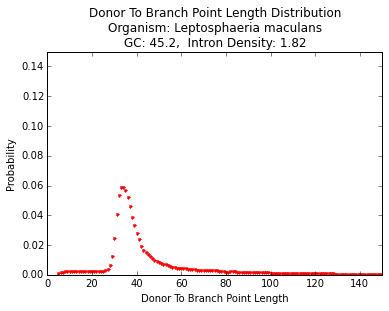 Donor To Branch Point Length Distribution
Organism: Leptosphaeria maculans
GC: 45.2,  Intron Density: 1.82
0.14
0.12
0.10
0.08
0.06
0.04
0.02
0.00
Probability
0 20 40 60 80 100 120 140
Donor To Branch Point Length